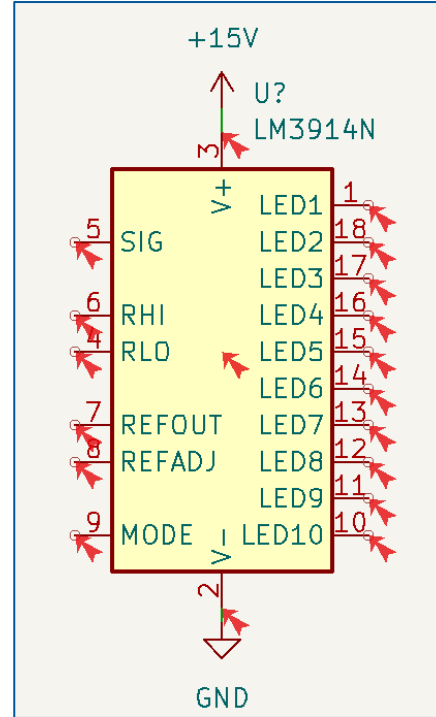 +15V
U?
LM3914N
3
V+
LED1 1
5 SIG
LED2 18
LED3 17
6 RHI
LED4 16
4 RLO
LED5 15
LED6 14
7 REFOUT
LED7 13
8 REFADJ
LED8 12
LED9 11
9 MODE
LED10 10
V−
2
GND